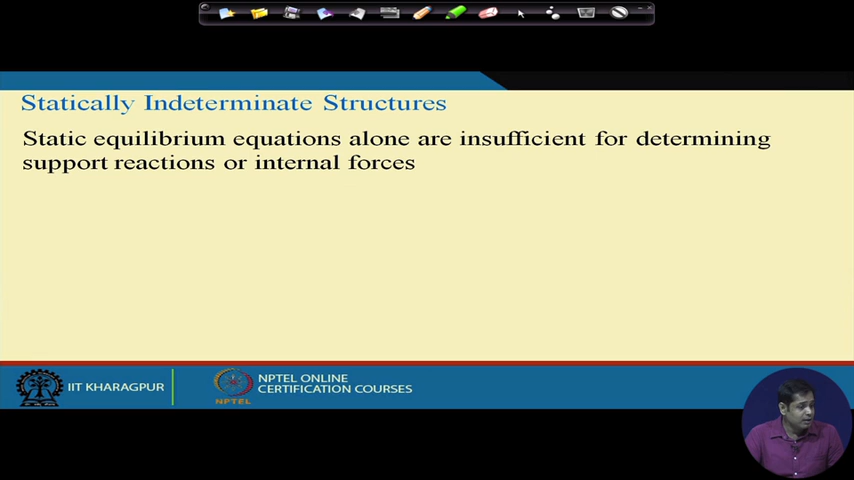 Statically Indeterminate Structures
Static equilibrium equations alone are insufficient for determining
support reactions or internal forces
IIT KHARAGPUR
NPTEL
NPTEL ONLINE
CERTIFICATION COURSES